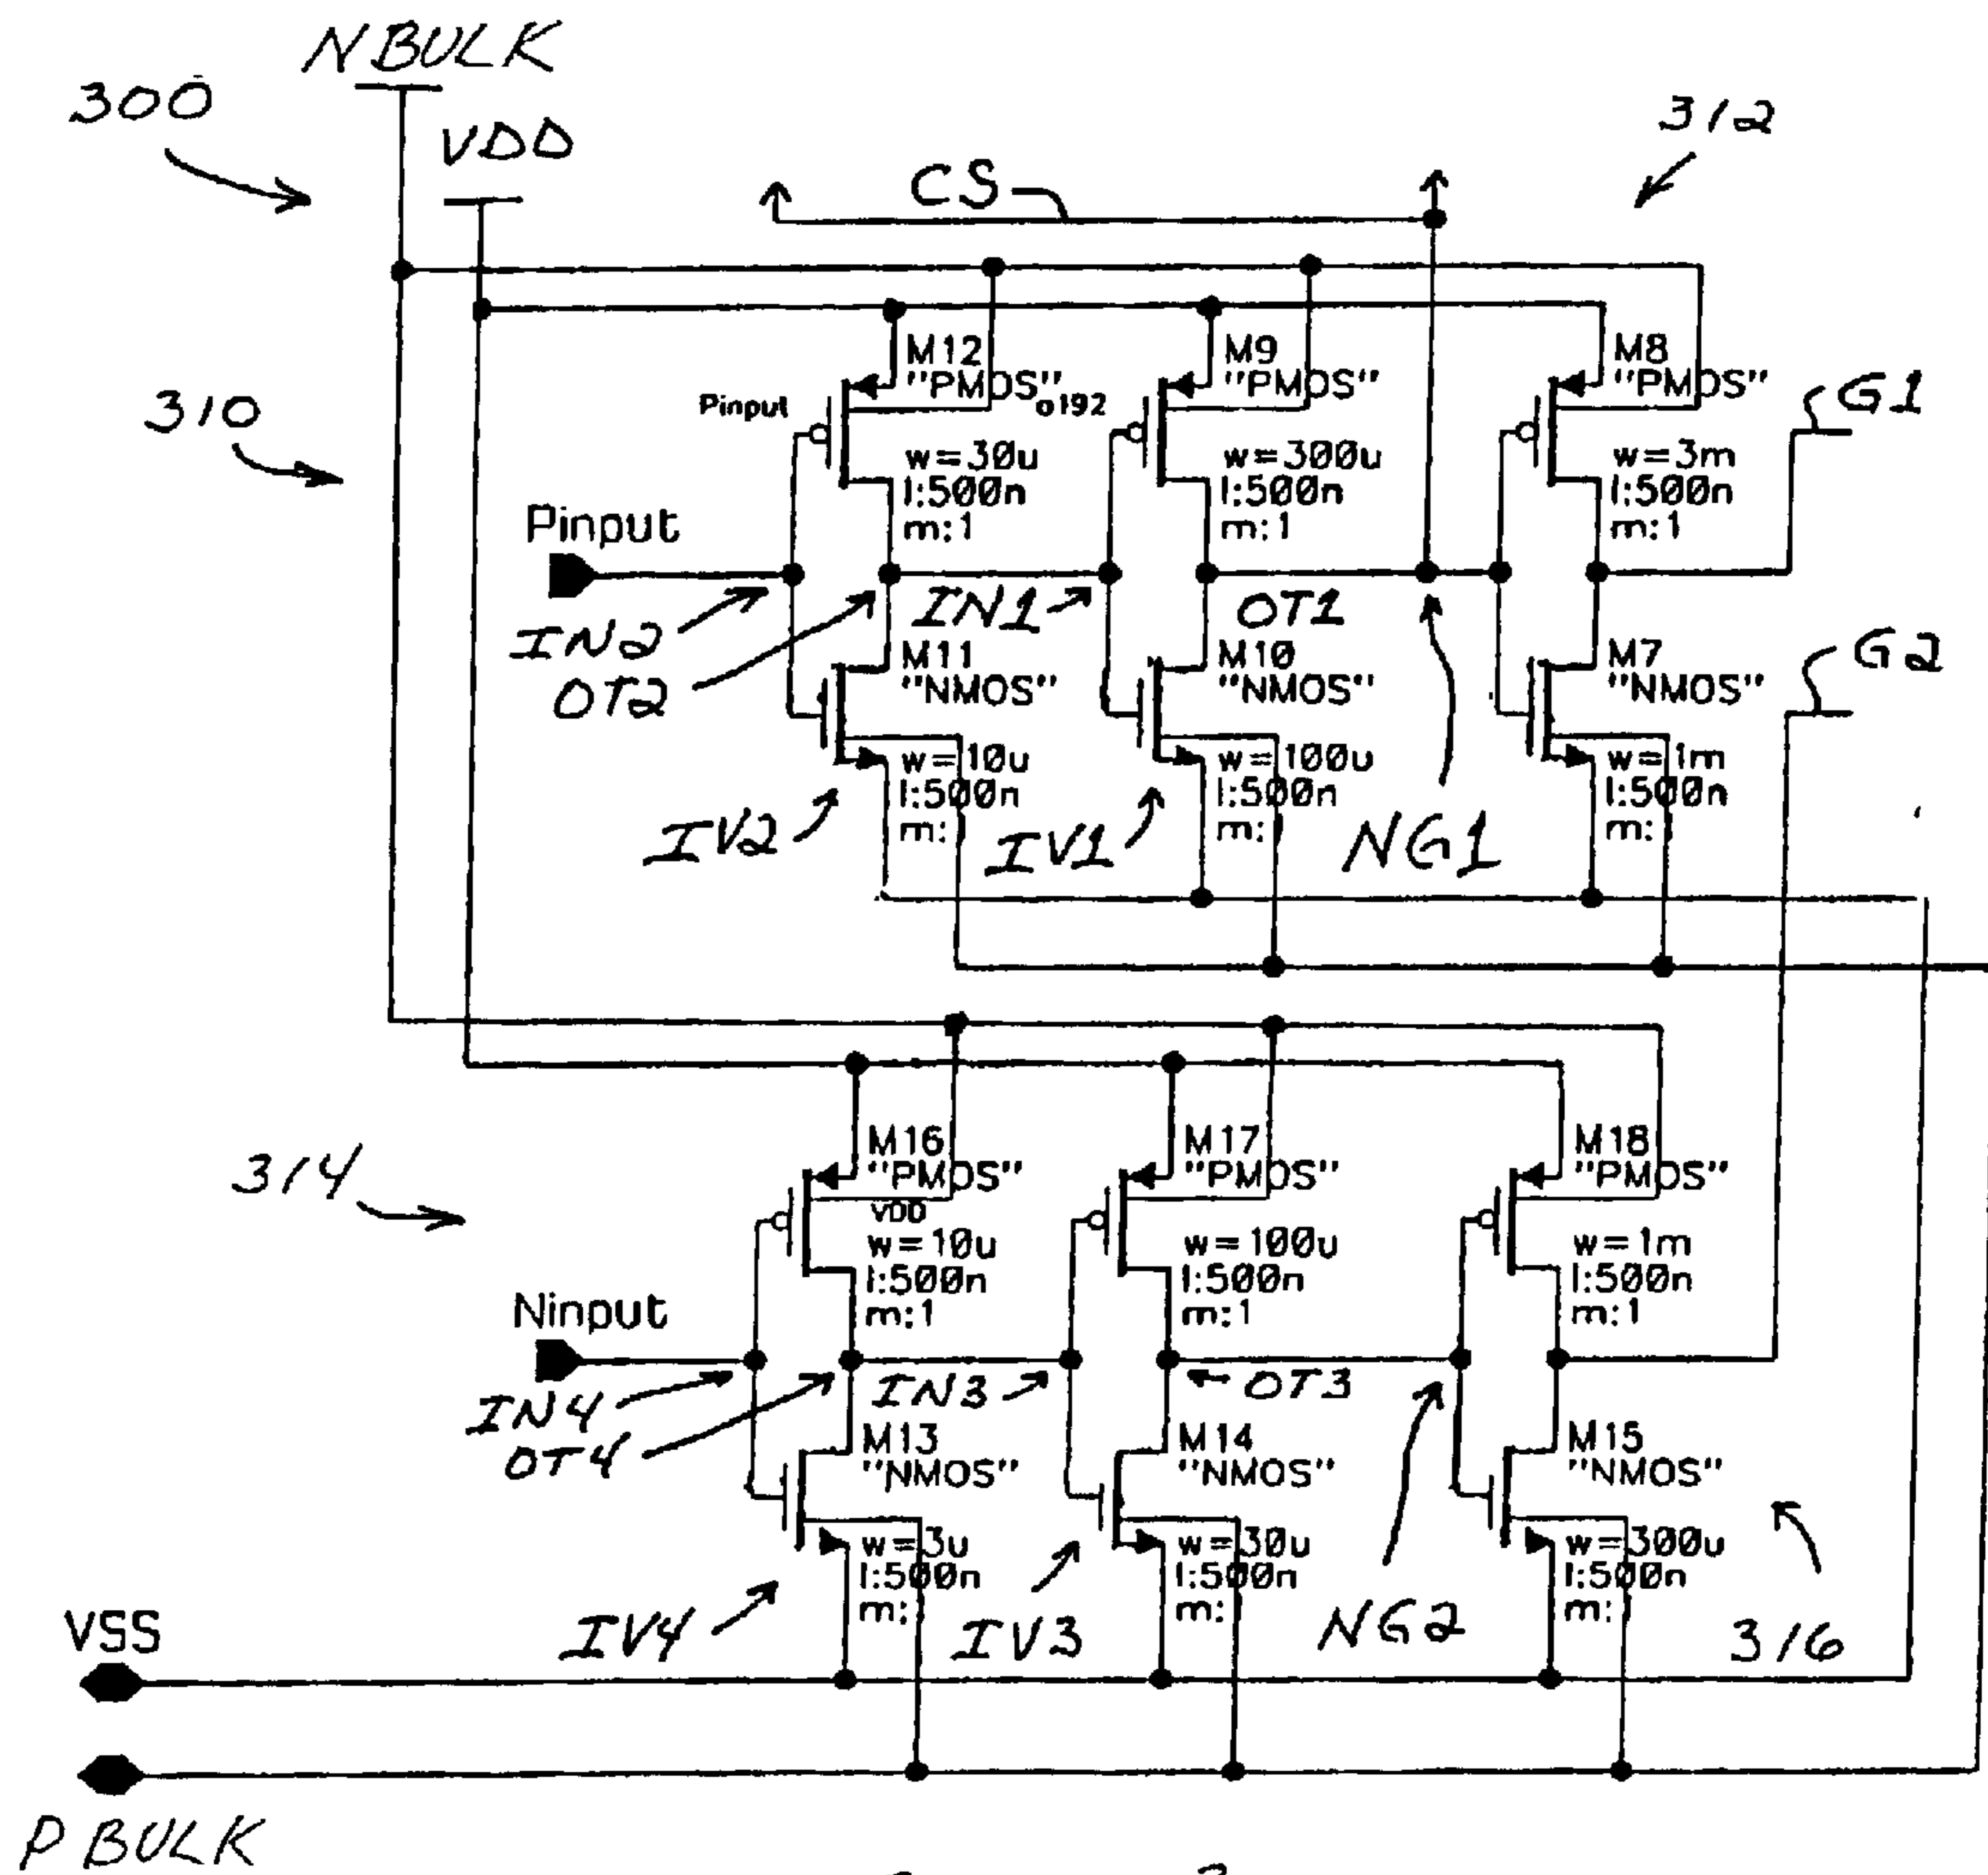 N BULK
300
VDD
CS
312
M12
"PMOS"
Pinput
o192
w=30u
l:500n
m:1
M9
"PMOS"
w=300u
l:500n
m:1
M8
"PMOS"
w=3m
l:500n
m:1
G1
310
Pinput
IN2
OT2
IN1
OT1
M11
"NMOS"
w=10u
l:500n
m:
M10
"NMOS"
w=100u
l:500n
m:
M7
"NMOS"
w=1m
l:500n
m:
G2
IV2
IV1
NG1
314
M16
"PMOS"
VDD
w=10u
l:500n
m:1
M17
"PMOS"
w=100u
l:500n
m:1
M18
"PMOS"
w=1m
l:500n
m:1
Ninput
IN4
OT4
IN3
OT3
M13
"NMOS"
w=3u
l:500n
m:
M14
"NMOS"
w=30u
l:500n
m:
M15
"NMOS"
w=300u
l:500n
m:
IV4
IV3
NG2
316
VSS
P BULK